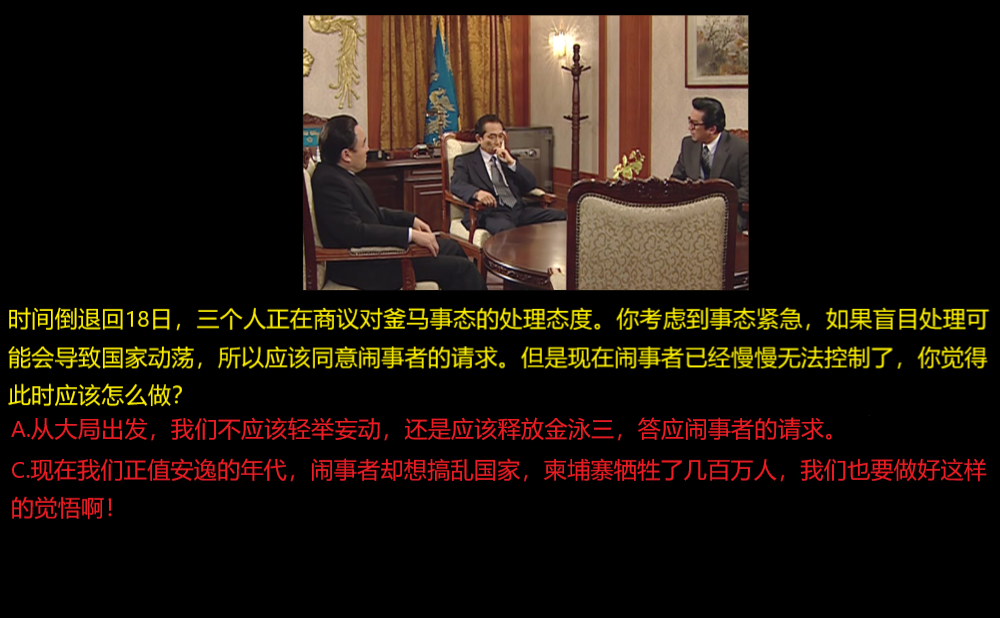 时间倒退回18日，三个人正在商议对釜马事态的处理态度。你考虑到事态紧急，如果盲目处理可
能会导致国家动荡，所以应该同意闹事者的请求。但是现在闹事者已经慢慢无法控制了，你觉得
此时应该怎么做？
A.从大局出发，我们不应该轻举妄动，还是应该释放金泳三，答应闹事者的请求。
C.现在我们正值安逸的年代，闹事者却想搞乱国家，柬埔寨牺牲了几百万人，我们也要做好这样
的觉悟啊！